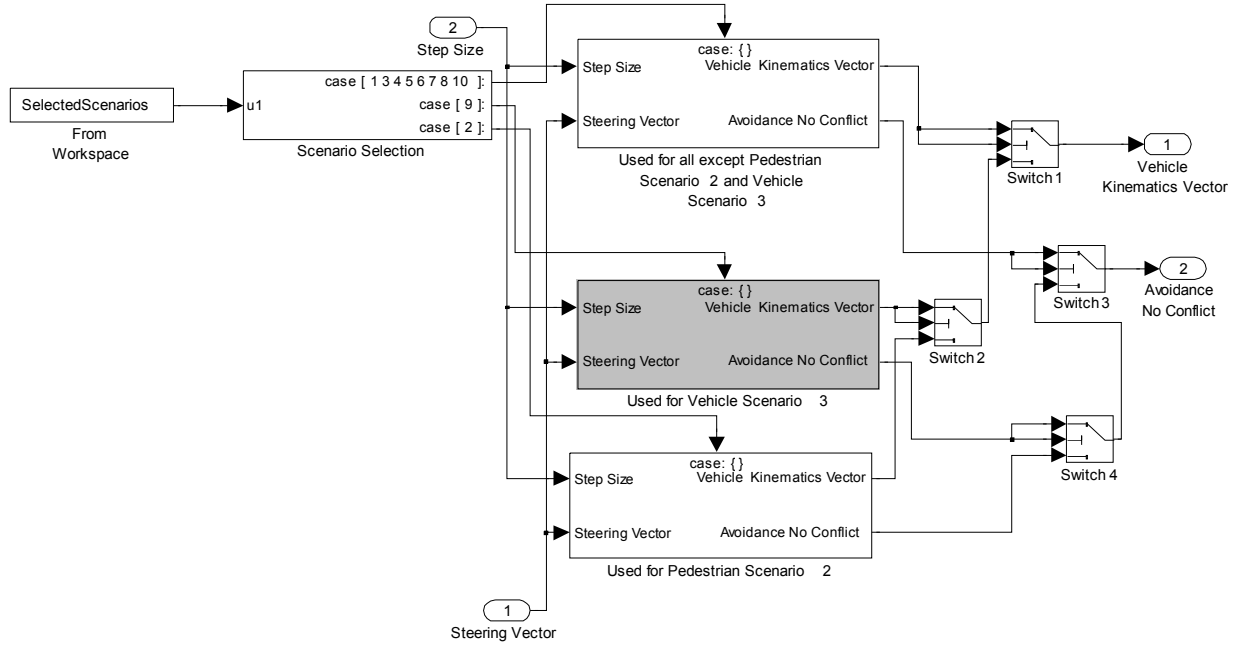 2
Step Size
SelectedScenarios
From
Workspace
u1
case [ 1 3 4 5 6 7 8 10 ]:
case [ 9 ]:
case [ 2 ]:
Scenario Selection
case: { }
Step Size
Vehicle Kinematics Vector
Steering Vector
Avoidance No Conflict
Used for all except Pedestrian
Scenario 2 and Vehicle
Scenario 3
Switch 1
1
Vehicle
Kinematics Vector
case: { }
Step Size
Vehicle Kinematics Vector
Steering Vector
Avoidance No Conflict
Used for Vehicle Scenario 3
Switch 2
Switch 3
2
Avoidance
No Conflict
case: { }
Step Size
Vehicle Kinematics Vector
Steering Vector
Avoidance No Conflict
Used for Pedestrian Scenario 2
Switch 4
1
Steering Vector